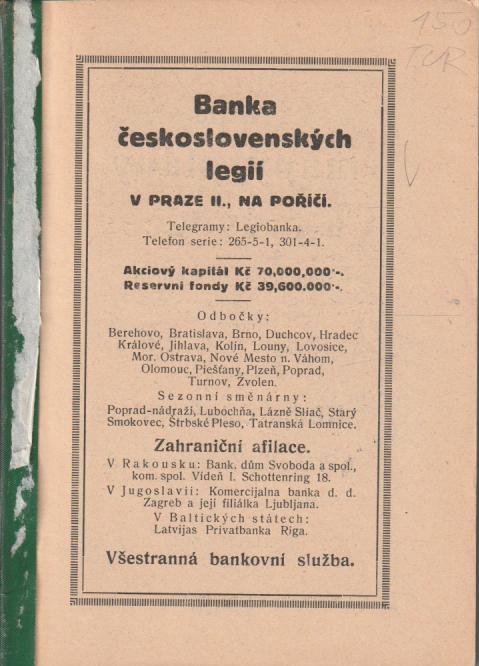 150
TUR
Banka
československých
legií
V PRAZE II., NA POŘÍČÍ.
Telegramy: Legiobanka.
Telefon serie: 265-5-1, 301-4-1.
Akciový kapitál Kč 70,000,000·-.
Reservní fondy Kč 39,600.000·-.
Odbočky:
Berehovo, Bratislava, Brno, Duchcov, Hradec
Králové, Jihlava, Kolín, Louny, Lovosice,
Mor. Ostrava, Nové Mesto n. Váhom,
Olomouc, Piešťany, Plzeň, Poprad,
Turnov, Zvolen.
Sezonní směnárny:
Poprad-nádraží, Lubochňa, Lázně Sliač, Starý
Smokovec, Štrbské Pleso, Tatranská Lomnice.
Zahraniční afilace.
V Rakousku: Bank. dům Svoboda a spol.,
kom. spol. Vídeň I. Schottenring 18.
V Jugoslavii: Komercijalna banka d. d.
Zagreb a její filiálka Ljubljana.
V Baltických státech:
Latvijas Privatbanka Riga.
Všestranná bankovní služba.